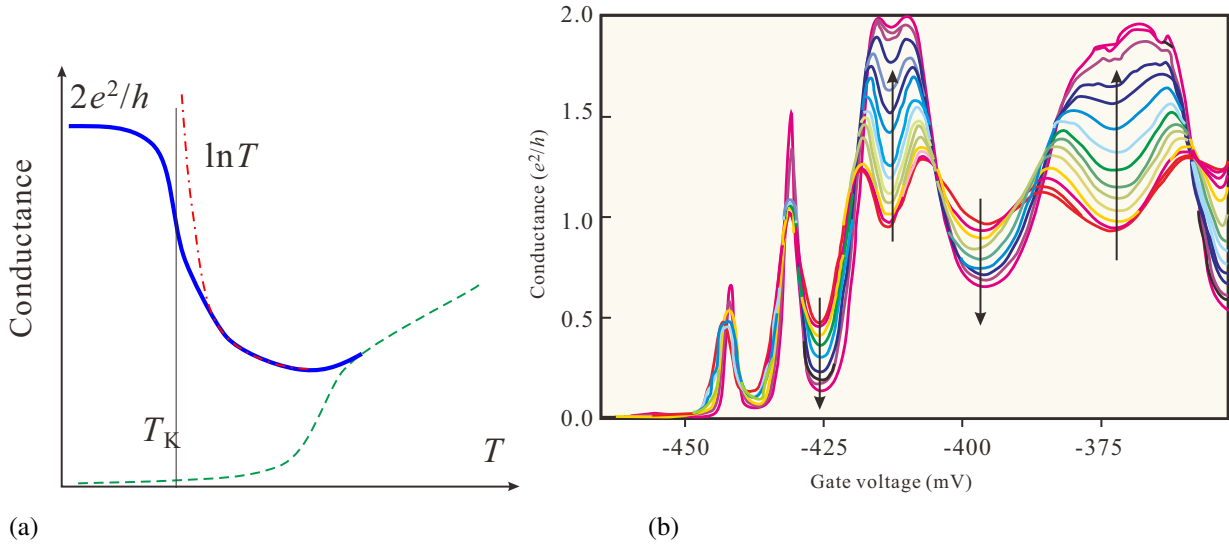 2e²/h
lnT
Conductance
T_K
T
(a)
(b)
2.0
1.5
1.0
0.5
0.0
Conductance (e²/h)
-450
-425
-400
-375
Gate voltage (mV)